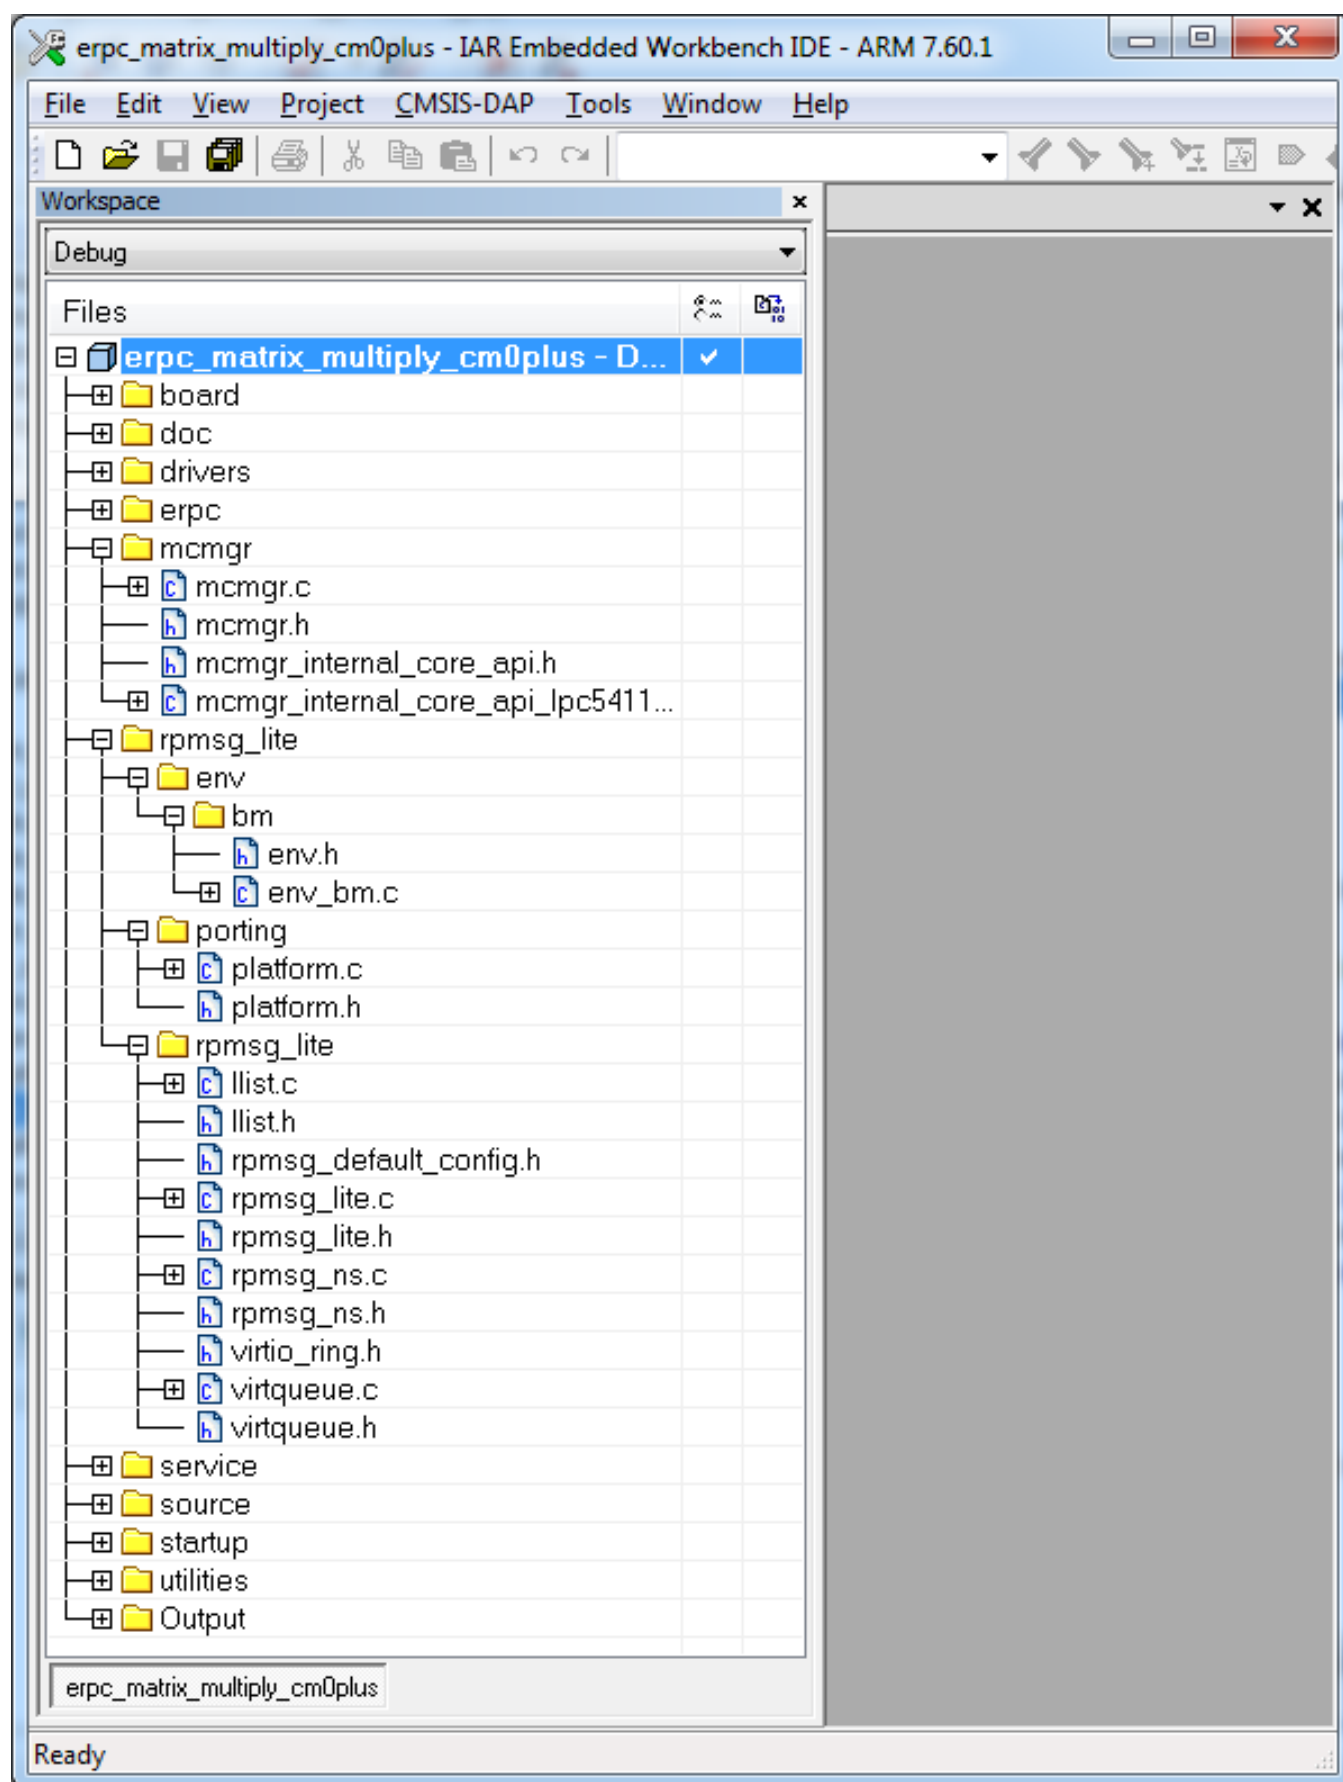 erpc_matrix_multiply_cm0plus - IAR Embedded Workbench IDE - ARM 7.60.1
File Edit View Project CMSIS-DAP Tools Window Help
Workspace
Debug
Files
erpc_matrix_multiply_cm0plus - D...
board
doc
drivers
erpc
mcmgr
mcmgr.c
mcmgr.h
mcmgr_internal_core_api.h
mcmgr_internal_core_api_lpc5411...
rpmsg_lite
env
bm
env.h
env_bm.c
porting
platform.c
platform.h
rpmsg_lite
llist.c
llist.h
rpmsg_default_config.h
rpmsg_lite.c
rpmsg_lite.h
rpmsg_ns.c
rpmsg_ns.h
virtio_ring.h
virtqueue.c
virtqueue.h
service
source
startup
utilities
Output
erpc_matrix_multiply_cm0plus
Ready